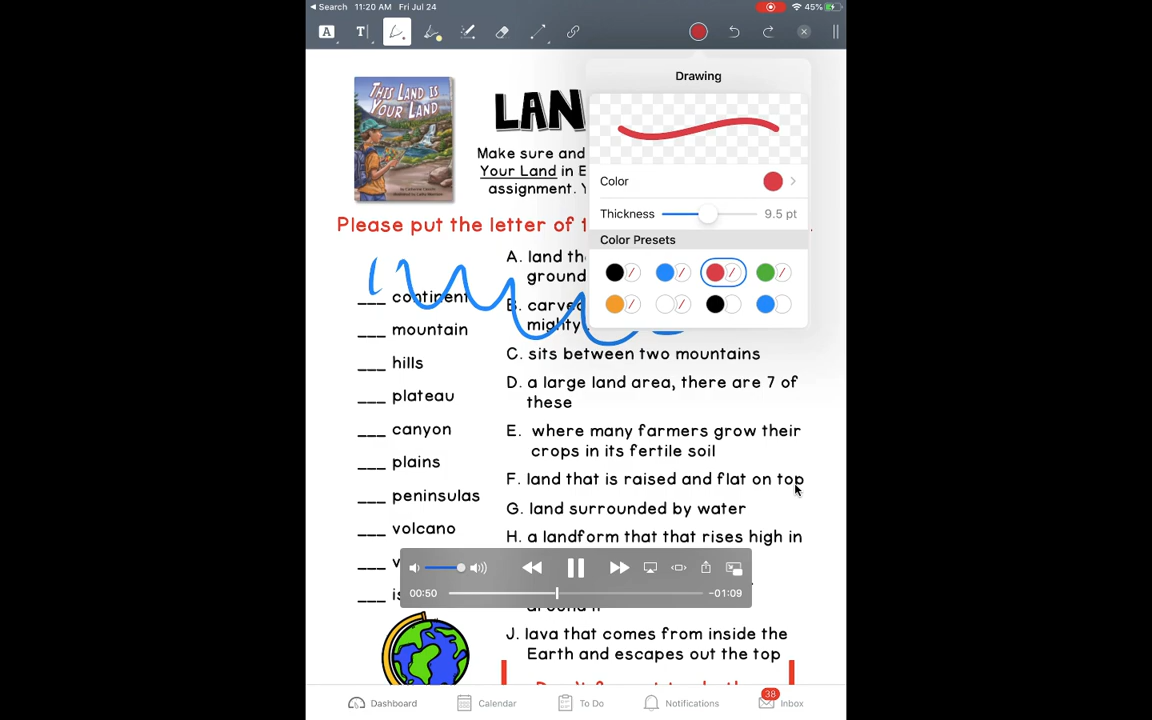 Search 11:20 AM Fri Jul 24 45%
A T
THIS LAND IS
YOUR LAND
LAN
Make sure and
Your Land in E
assignment. Y
Please put the letter of
Drawing
Color
Thickness 9.5 pt
Color Presets
___ continent
___ mountain
___ hills
___ plateau
___ canyon
___ plains
___ peninsulas
___ volcano
A. land th
ground
B. carve
mighty
C. sits between two mountains
D. a large land area, there are 7 of
these
E. where many farmers grow their
crops in its fertile soil
F. land that is raised and flat on top
G. land surrounded by water
H. a landform that that rises high in
J. lava that comes from inside the
Earth and escapes out the top
00:50 -01:09
Dashboard Calendar To Do Notifications 38 Inbox